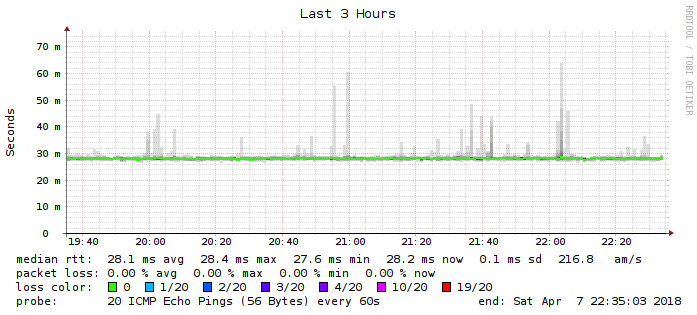 Last 3 Hours
RRDTOOL / TOBI OETIKER
Seconds
70 m
60 m
50 m
40 m
30 m
20 m
10 m
0
19:40 20:00 20:20 20:40 21:00 21:20 21:40 22:00 22:20
median rtt: 28.1 ms avg 28.4 ms max 27.6 ms min 28.2 ms now 0.1 ms sd 216.8 am/s
packet loss: 0.00 % avg 0.00 % max 0.00 % min 0.00 % now
loss color: 0 1/20 2/20 3/20 4/20 10/20 19/20
probe: 20 ICMP Echo Pings (56 Bytes) every 60s end: Sat Apr 7 22:35:03 2018